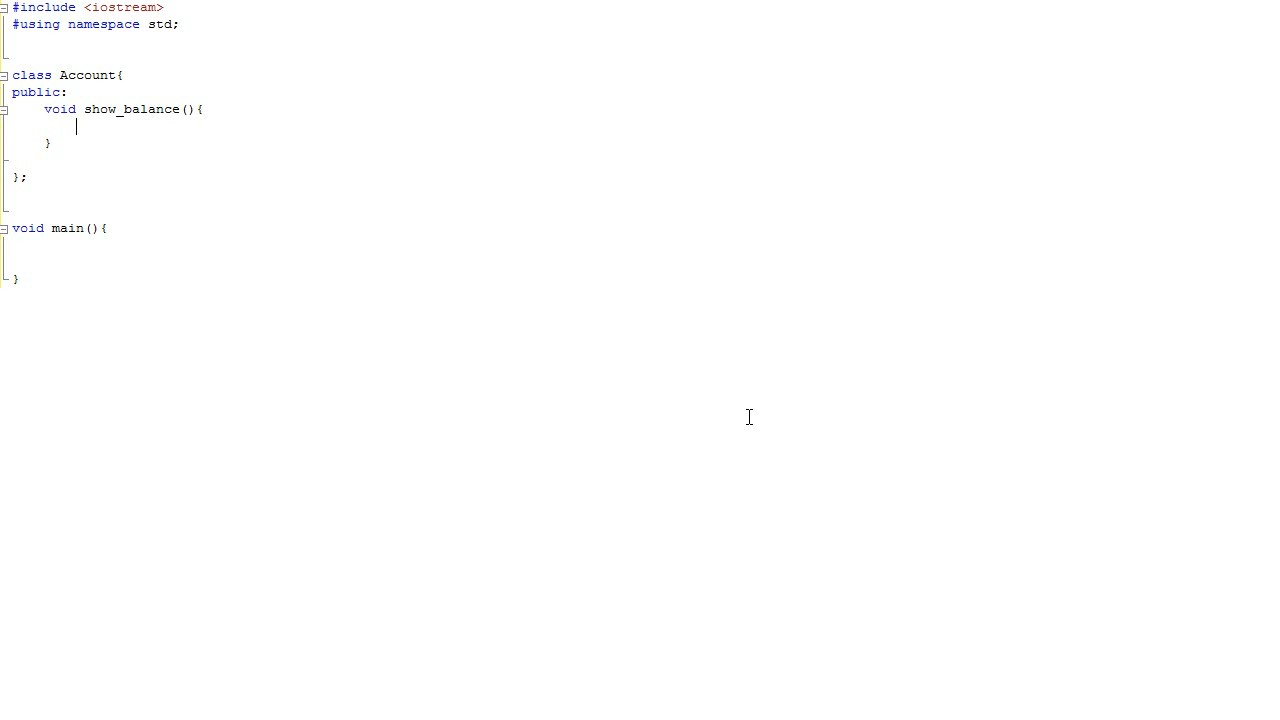 #include <iostream>
#using namespace std;
class Account{
public:
    void show_balance(){
    }
};
void main(){
}